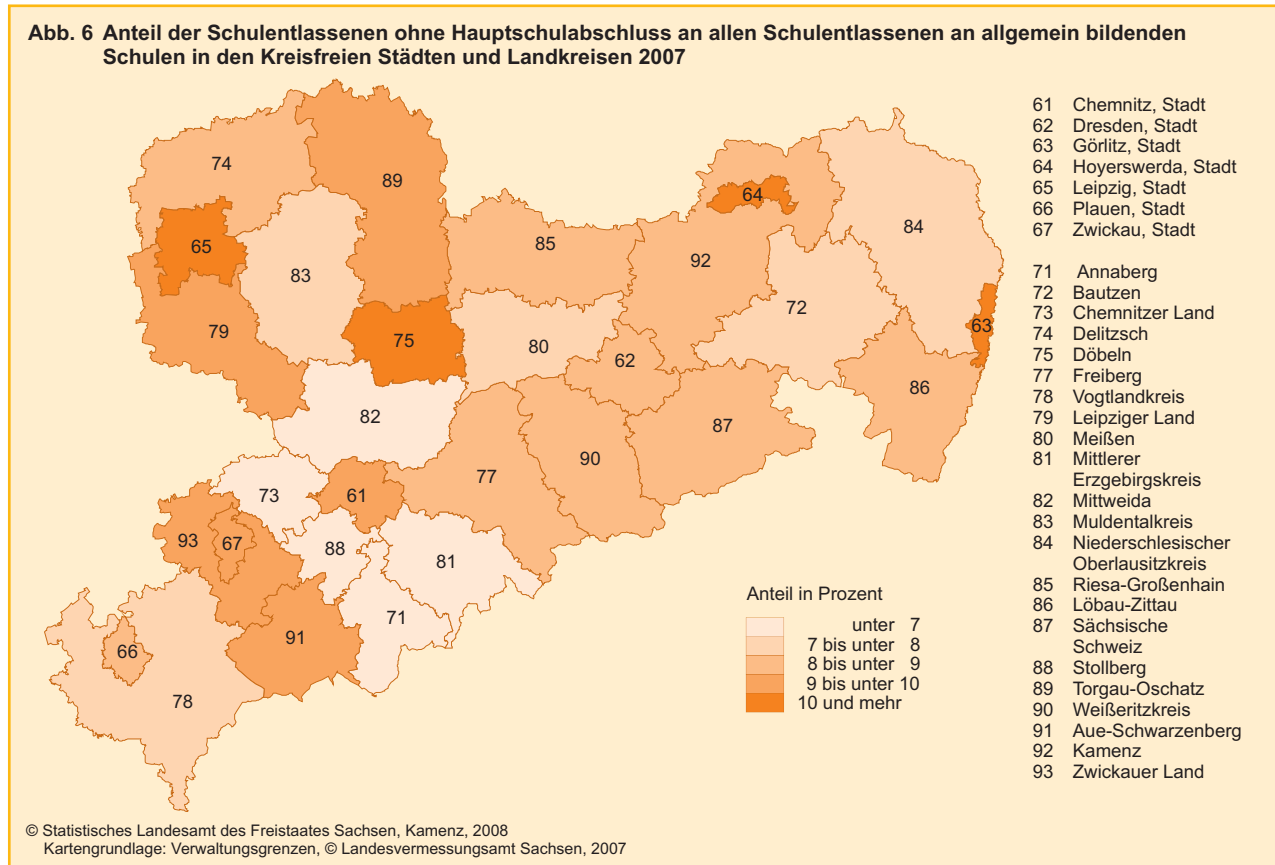 Abb. 6 Anteil der Schulentlassenen ohne Hauptschulabschluss an allen Schulentlassenen an allgemein bildenden
Schulen in den Kreisfreien Städten und Landkreisen 2007
61 Chemnitz, Stadt
62 Dresden, Stadt
63 Görlitz, Stadt
64 Hoyerswerda, Stadt
65 Leipzig, Stadt
66 Plauen, Stadt
67 Zwickau, Stadt
71 Annaberg
72 Bautzen
73 Chemnitzer Land
74 Delitzsch
75 Döbeln
77 Freiberg
78 Vogtlandkreis
79 Leipziger Land
80 Meißen
81 Mittlerer
Erzgebirgskreis
82 Mittweida
83 Muldentalkreis
84 Niederschlesischer
Oberlausitzkreis
85 Riesa-Großenhain
86 Löbau-Zittau
87 Sächsische
Schweiz
88 Stollberg
89 Torgau-Oschatz
90 Weißeritzkreis
91 Aue-Schwarzenberg
92 Kamenz
93 Zwickauer Land
74
89
64
84
65
83
85
92
72
63
79
75
80
62
86
82
87
90
77
73
61
93
67
88
81
71
91
66
78
Anteil in Prozent
unter 7
7 bis unter 8
8 bis unter 9
9 bis unter 10
10 und mehr
© Statistisches Landesamt des Freistaates Sachsen, Kamenz, 2008
Kartengrundlage: Verwaltungsgrenzen, © Landesvermessungsamt Sachsen, 2007